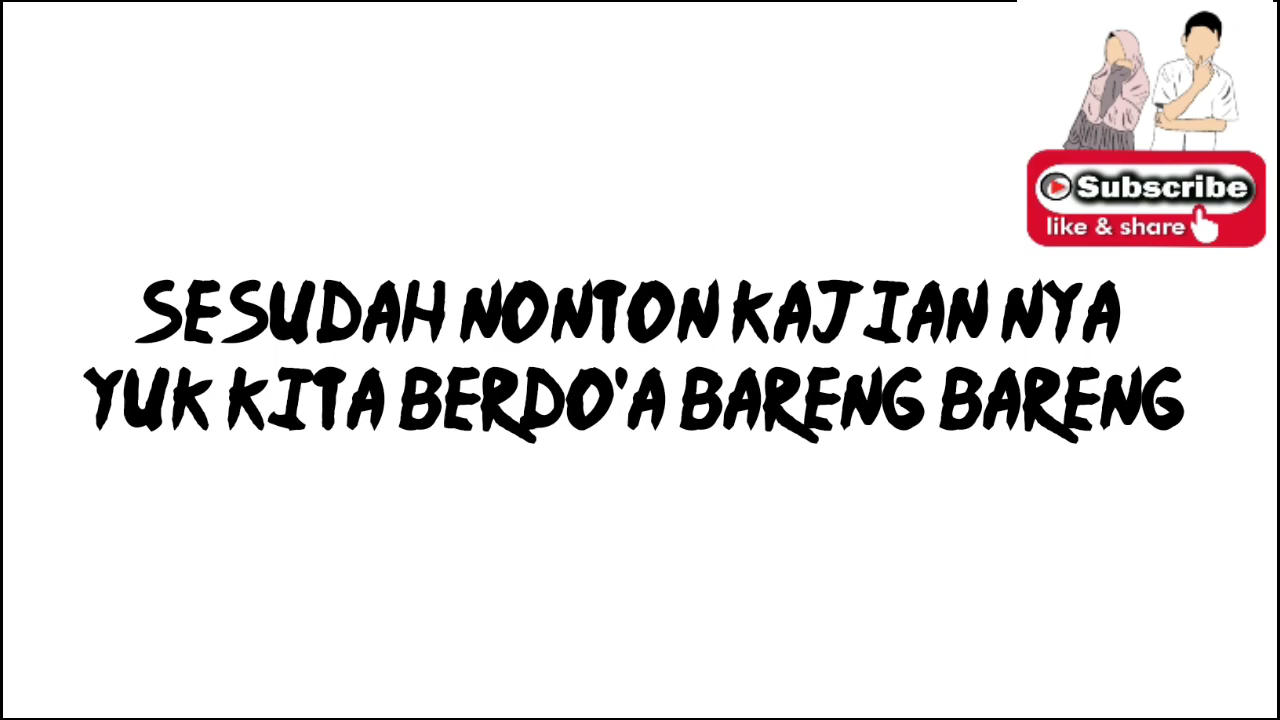 Subscribe
like & share
SESUDAH NONTON KAJIAN NYA
YUK KITA BERDO'A BARENG BARENG